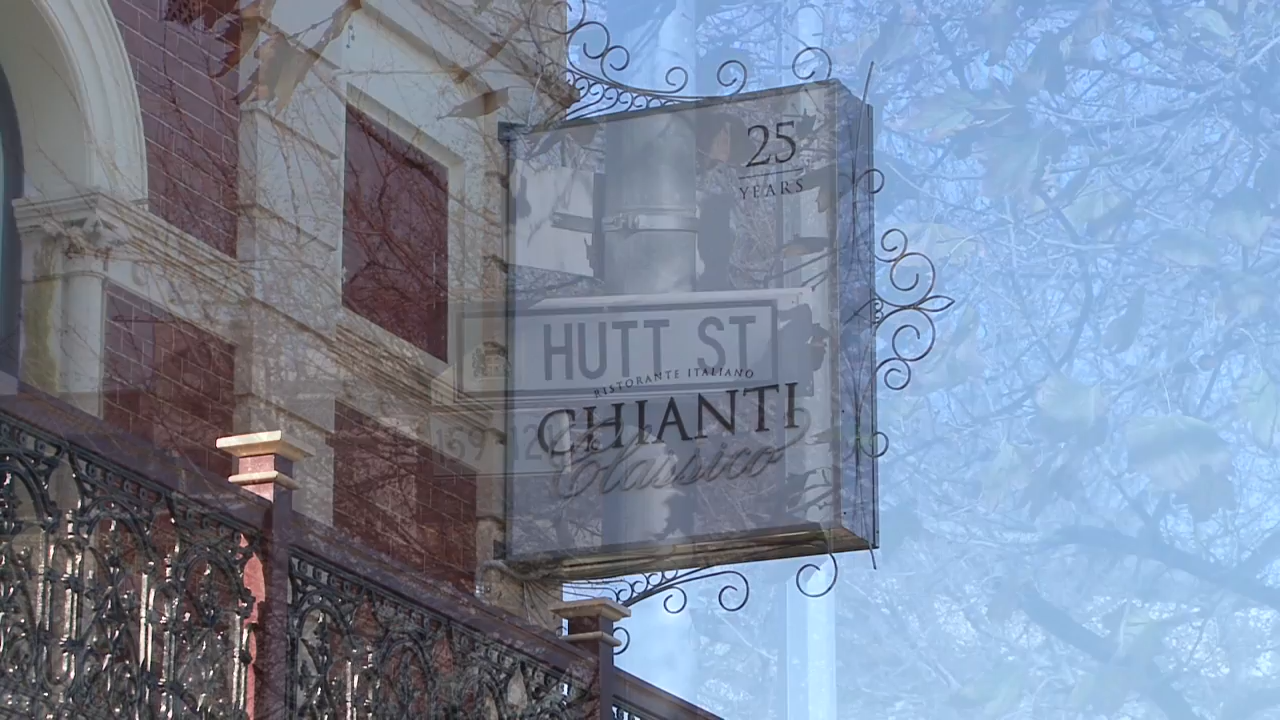 25
YEARS
HUTT ST
RISTORANTE ITALIANO
CHIANTI
Classico